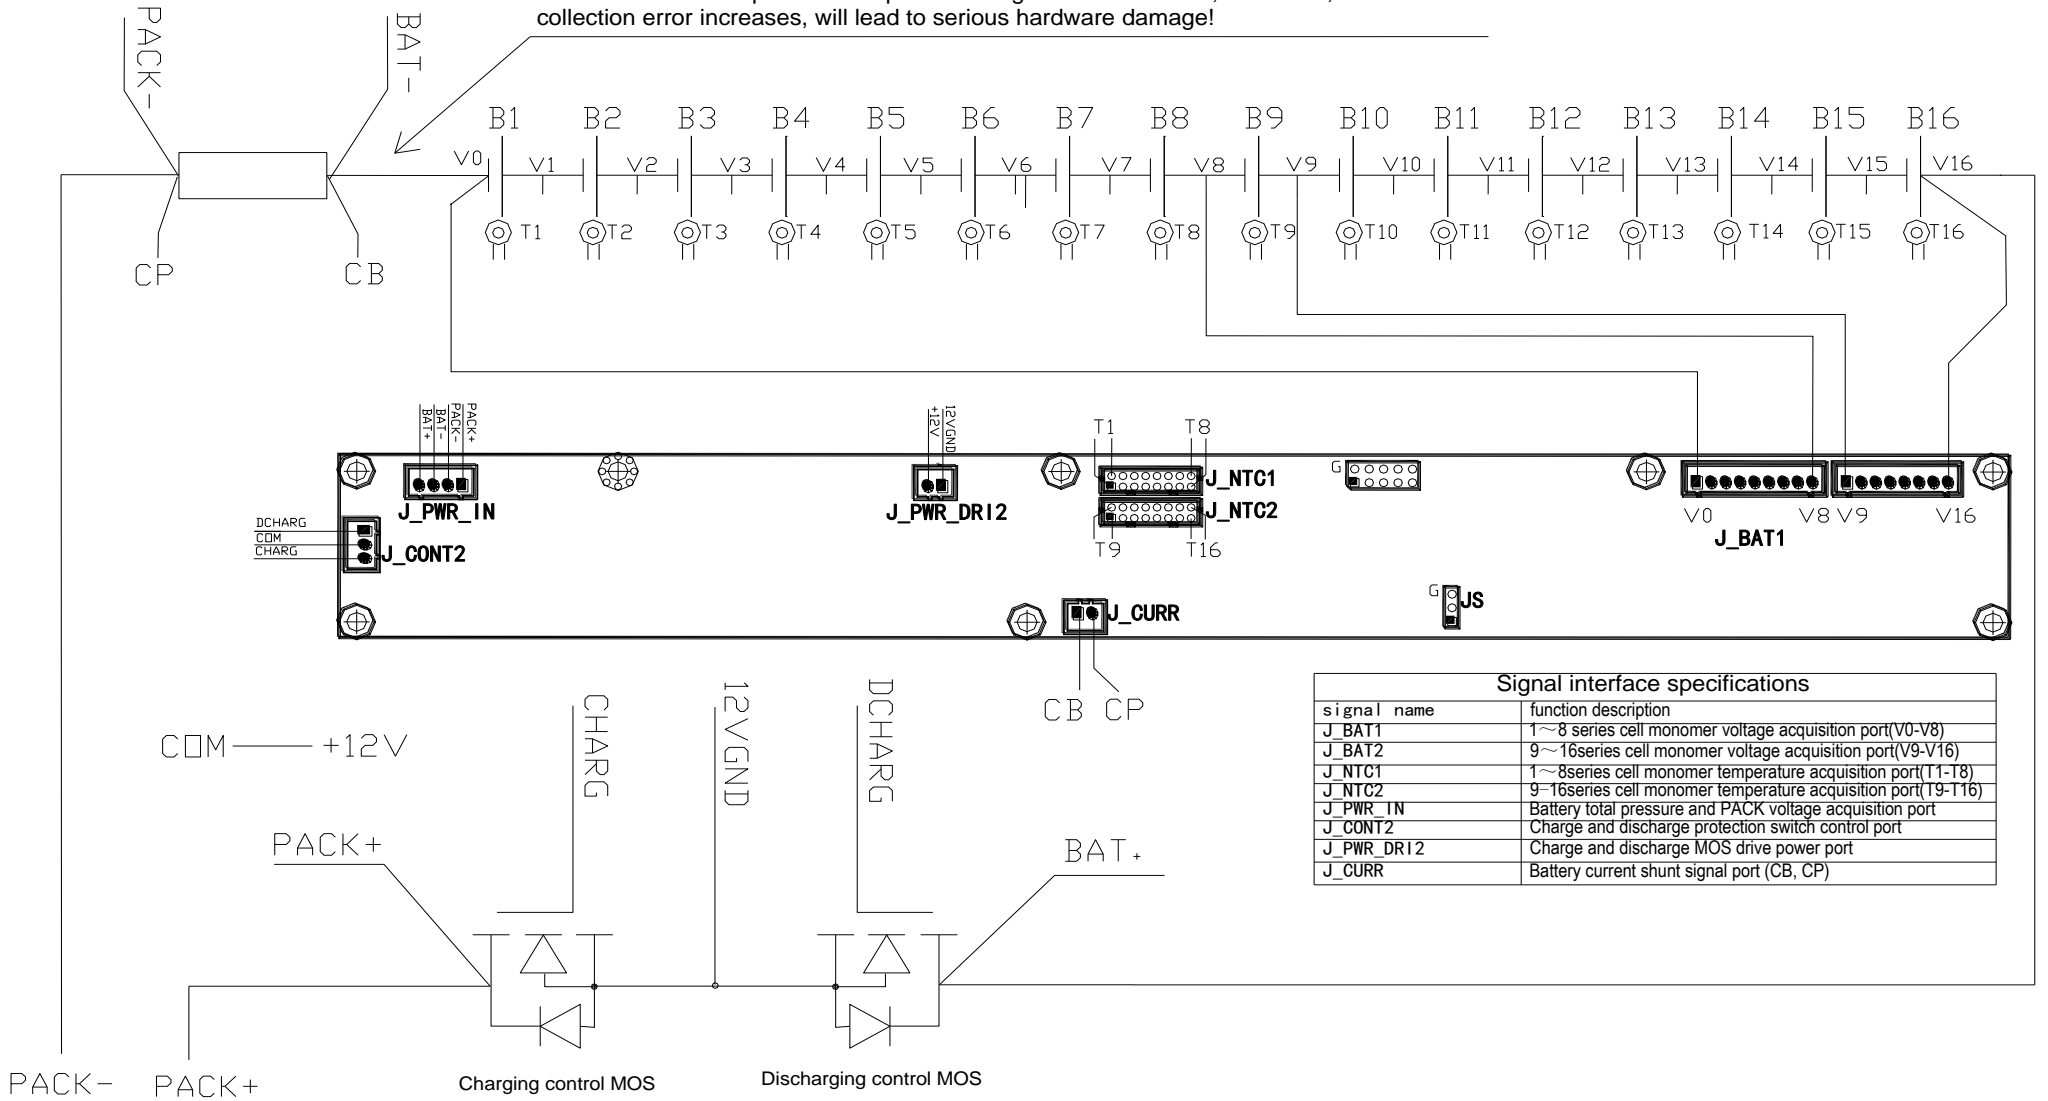 collection error increases, will lead to serious hardware damage!
PACK-
BAT-
B1 B2 B3 B4 B5 B6 B7 B8 B9 B10 B11 B12 B13 B14 B15 B16
V0 V1 V2 V3 V4 V5 V6 V7 V8 V9 V10 V11 V12 V13 V14 V15 V16
T1 T2 T3 T4 T5 T6 T7 T8 T9 T10 T11 T12 T13 T14 T15 T16
CP CB
BAT+
BAT-
PACK-
PACK+
+12V
12VGND
T1 T8
J_NTC1
G
J_PWR_IN
J_PWR_DRI2
J_NTC2
V0 V8 V9 V16
DCHARG
COM
CHARG
J_CONT2
T9 T16
J_BAT1
G
JS
J_CURR
CB CP
CHARG
12VGND
DCHARG
COM +12V
Signal interface specifications
signal name function description
J_BAT1 1～8 series cell monomer voltage acquisition port(V0-V8)
J_BAT2 9～16series cell monomer voltage acquisition port(V9-V16)
J_NTC1 1～8series cell monomer temperature acquisition port(T1-T8)
J_NTC2 9-16series cell monomer temperature acquisition port(T9-T16)
J_PWR_IN Battery total pressure and PACK voltage acquisition port
J_CONT2 Charge and discharge protection switch control port
J_PWR_DRI2 Charge and discharge MOS drive power port
J_CURR Battery current shunt signal port (CB, CP)
PACK+
BAT+
PACK- PACK+
Charging control MOS
Discharging control MOS